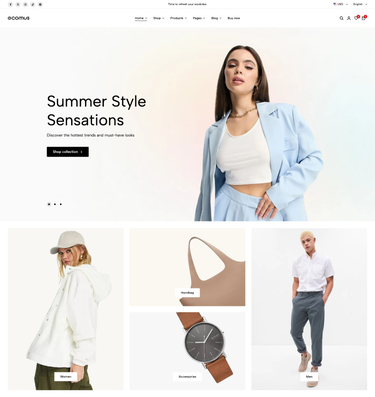 Time to refresh your wardrobe.
USD
English
ecomus
Home
Shop
Products
Pages
Blog
Buy now
Summer Style
Sensations
Discover the hottest trends and must-have looks
Shop collection
Handbag
Women
Accessories
Men